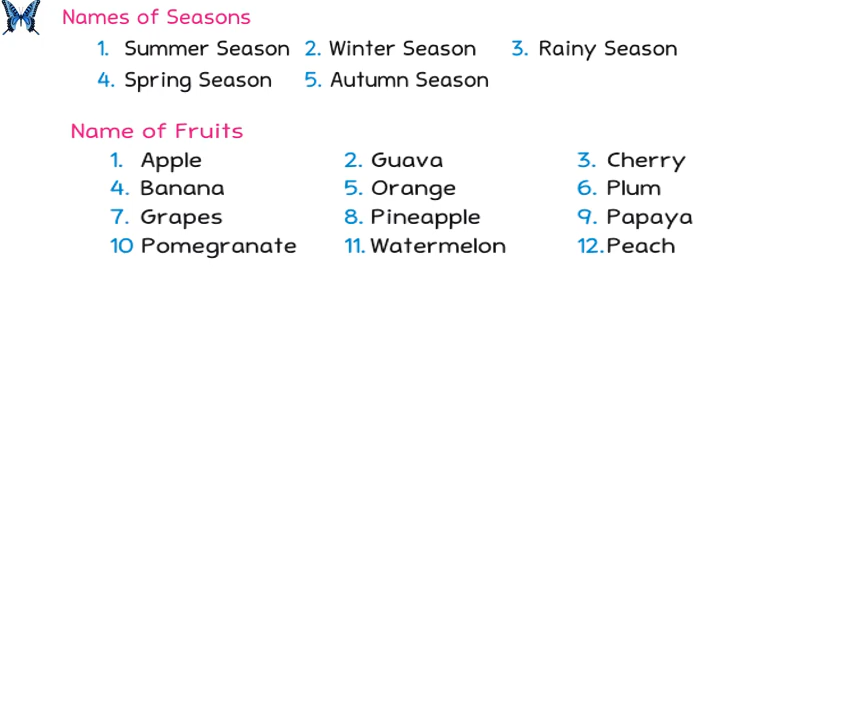 Names of Seasons
1. Summer Season 2. Winter Season 3. Rainy Season
4. Spring Season 5. Autumn Season
Name of Fruits
1. Apple 2. Guava 3. Cherry
4. Banana 5. Orange 6. Plum
7. Grapes 8. Pineapple 9. Papaya
10 Pomegranate 11. Watermelon 12. Peach